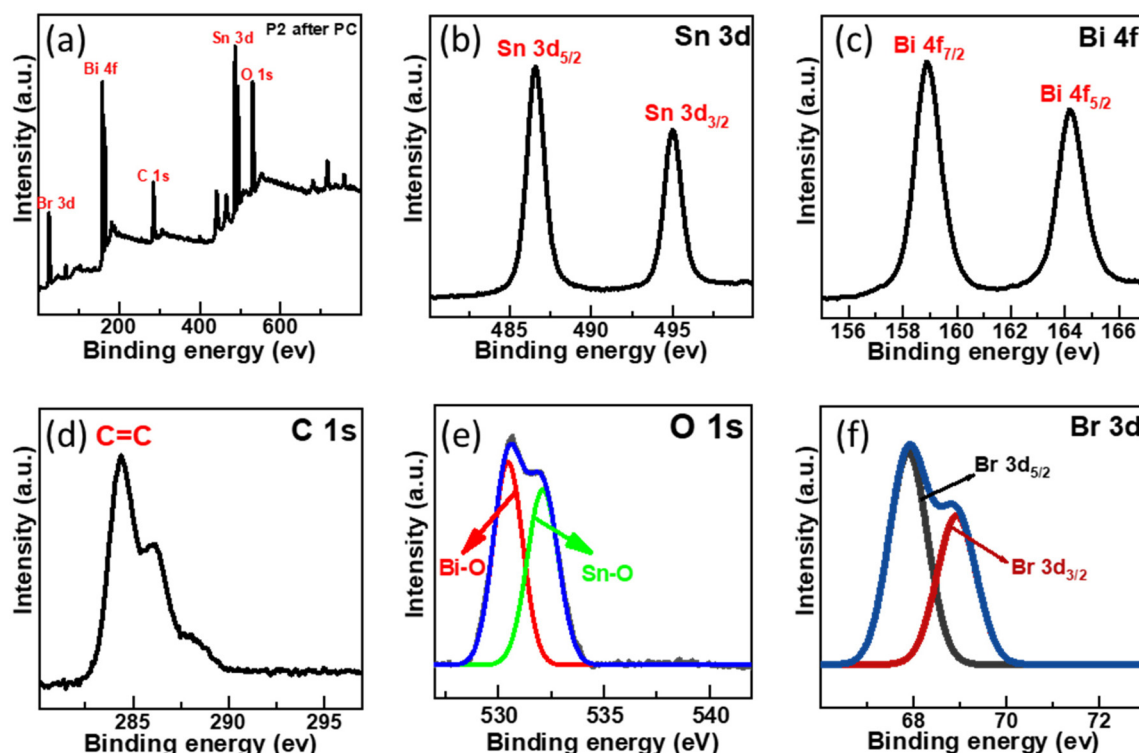 (a)
P2 after PC
Sn 3d
O 1s
Bi 4f
C 1s
Br 3d
Intensity (a.u.)
200 400 600
Binding energy (ev)
(b)
Sn 3d
Sn 3d5/2
Sn 3d3/2
Intensity (a.u.)
485 490 495
Binding energy (ev)
(c)
Bi 4f
Bi 4f7/2
Bi 4f5/2
Intensity (a.u.)
156 158 160 162 164 166
Binding energy (ev)
(d)
C=C
C 1s
Intensity (a.u.)
285 290 295
Binding energy (ev)
(e)
O 1s
Bi-O
Sn-O
Intensity (a.u.)
530 535 540
Binding energy (eV)
(f)
Br 3d
Br 3d5/2
Br 3d3/2
Intensity (a.u.)
68 70 72
Binding energy (ev)